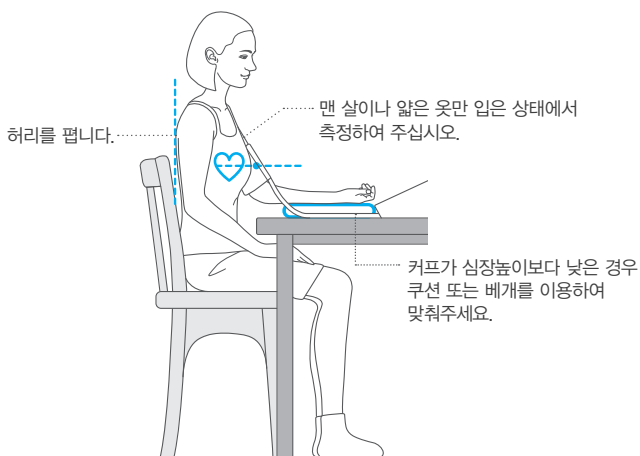 맨 살이나 얇은 옷만 입은 상태에서
측정하여 주십시오.
허리를 폅니다.
커프가 심장높이보다 낮은 경우
쿠션 또는 베개를 이용하여
맞춰주세요.